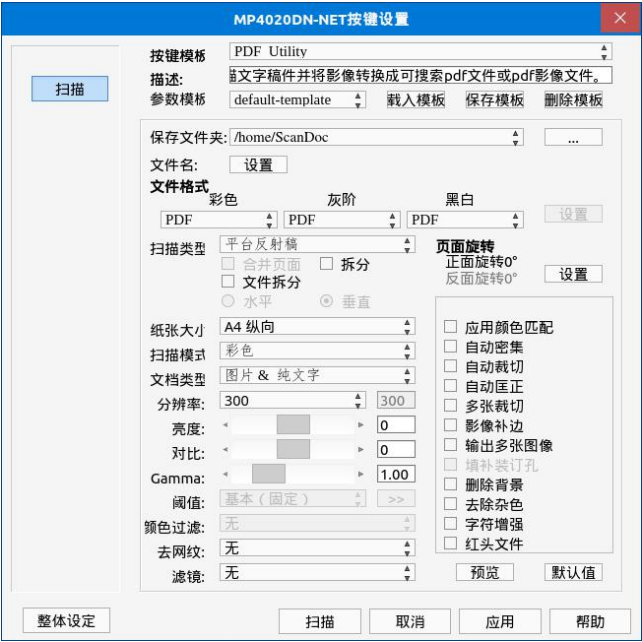 MP4020DN-NET按键设置
扫描
按键模板 PDF Utility
描述: 描文字稿件并将影像转换成可搜索pdf文件或pdf影像文件。
参数模板 default-template 载入模板 保存模板 删除模板
保存文件夹: /home/ScanDoc ...
文件名: 设置
文件格式
彩色 灰阶 黑白
PDF PDF PDF 设置
扫描类型 平台反射稿
合并页面 拆分
文件拆分
水平 垂直
页面旋转
正面旋转0°
反面旋转0° 设置
纸张大小 A4 纵向
扫描模式 彩色
文档类型 图片 & 纯文字
分辨率: 300 300
亮度: 0
对比: 0
Gamma: 1.00
阈值: 基本(固定) >>
颜色过滤: 无
去网纹: 无
滤镜: 无
应用颜色匹配
自动密集
自动裁切
自动匡正
多张裁切
影像补边
输出多张图像
填补装订孔
删除背景
去除杂色
字符增强
红头文件
预览 默认值
整体设定 扫描 取消 应用 帮助